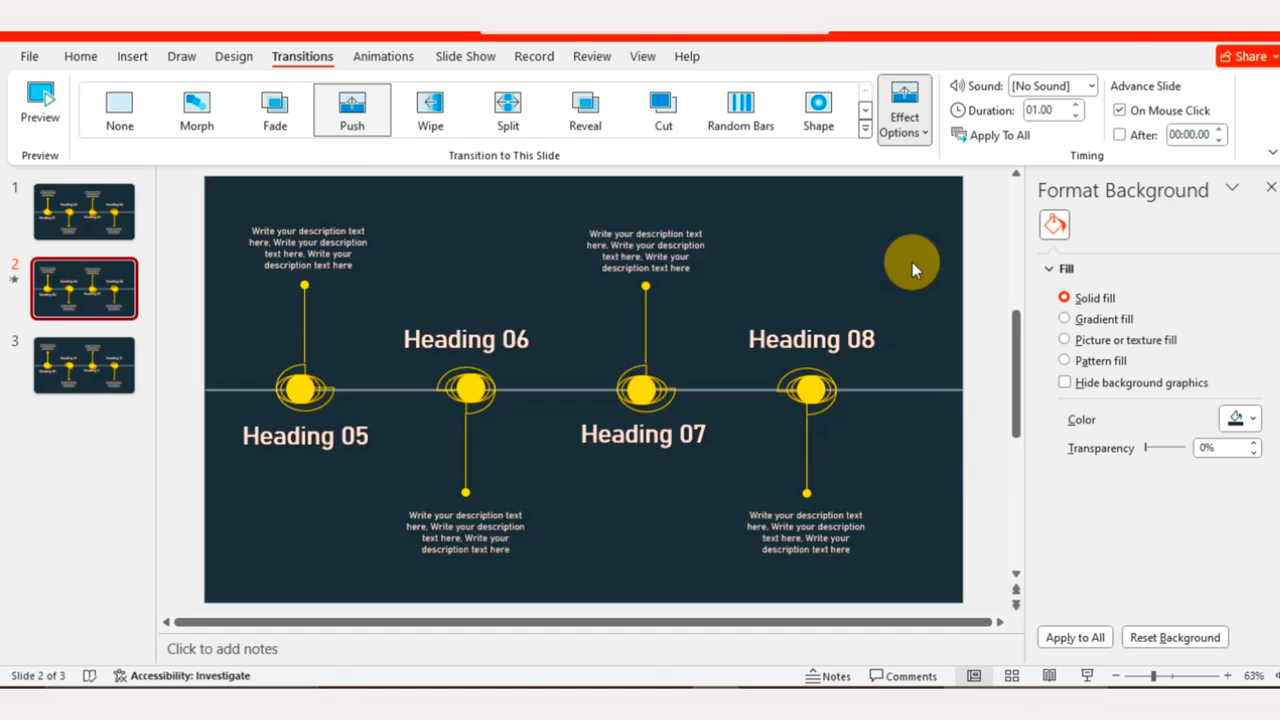 File Home Insert Draw Design Transitions Animations Slide Show Record Review View Help Share
Preview
None Morph Fade Push Wipe Split Reveal Cut Random Bars Shape
Effect
Options
Sound: [No Sound]
Duration: 01.00
Apply To All
Advance Slide
On Mouse Click
After: 00:00.00
Preview Transition to This Slide Timing
1
2
3
Write your description text
here, Write your description
text here, Write your
description text here
Write your description text
here, Write your description
text here, Write your
description text here
Heading 06
Heading 08
Heading 05
Heading 07
Write your description text
here, Write your description
text here, Write your
description text here
Write your description text
here, Write your description
text here, Write your
description text here
Format Background
Fill
Solid fill
Gradient fill
Picture or texture fill
Pattern fill
Hide background graphics
Color
Transparency 0%
Apply to All Reset Background
Click to add notes
Slide 2 of 3 Accessibility: Investigate Notes Comments 63%